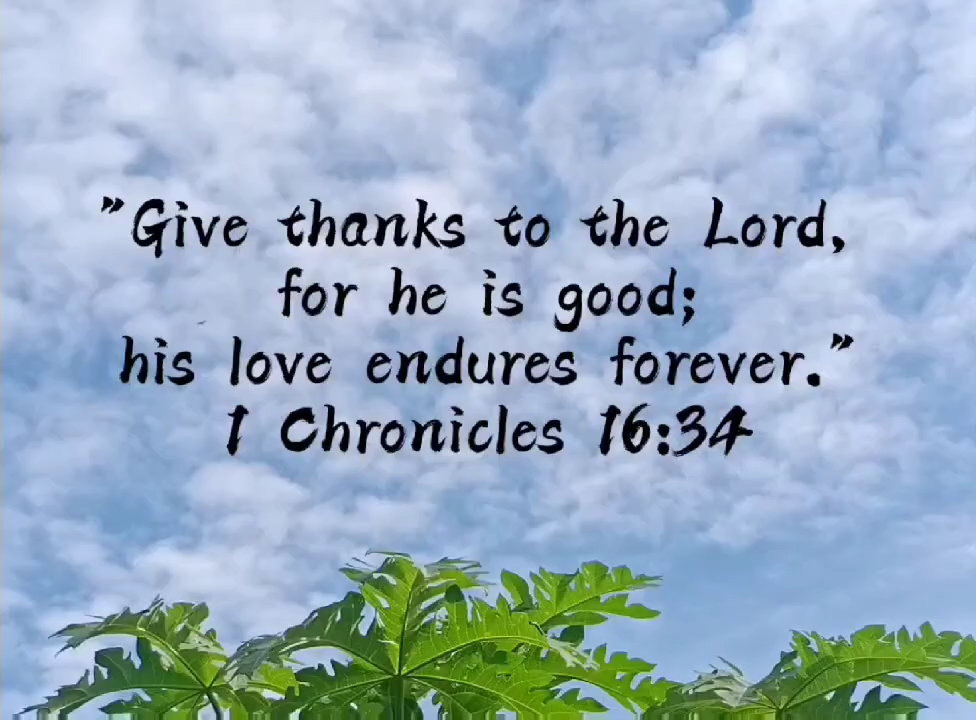 "Give thanks to the Lord,
for he is good;
his love endures forever."
1 Chronicles 16:34